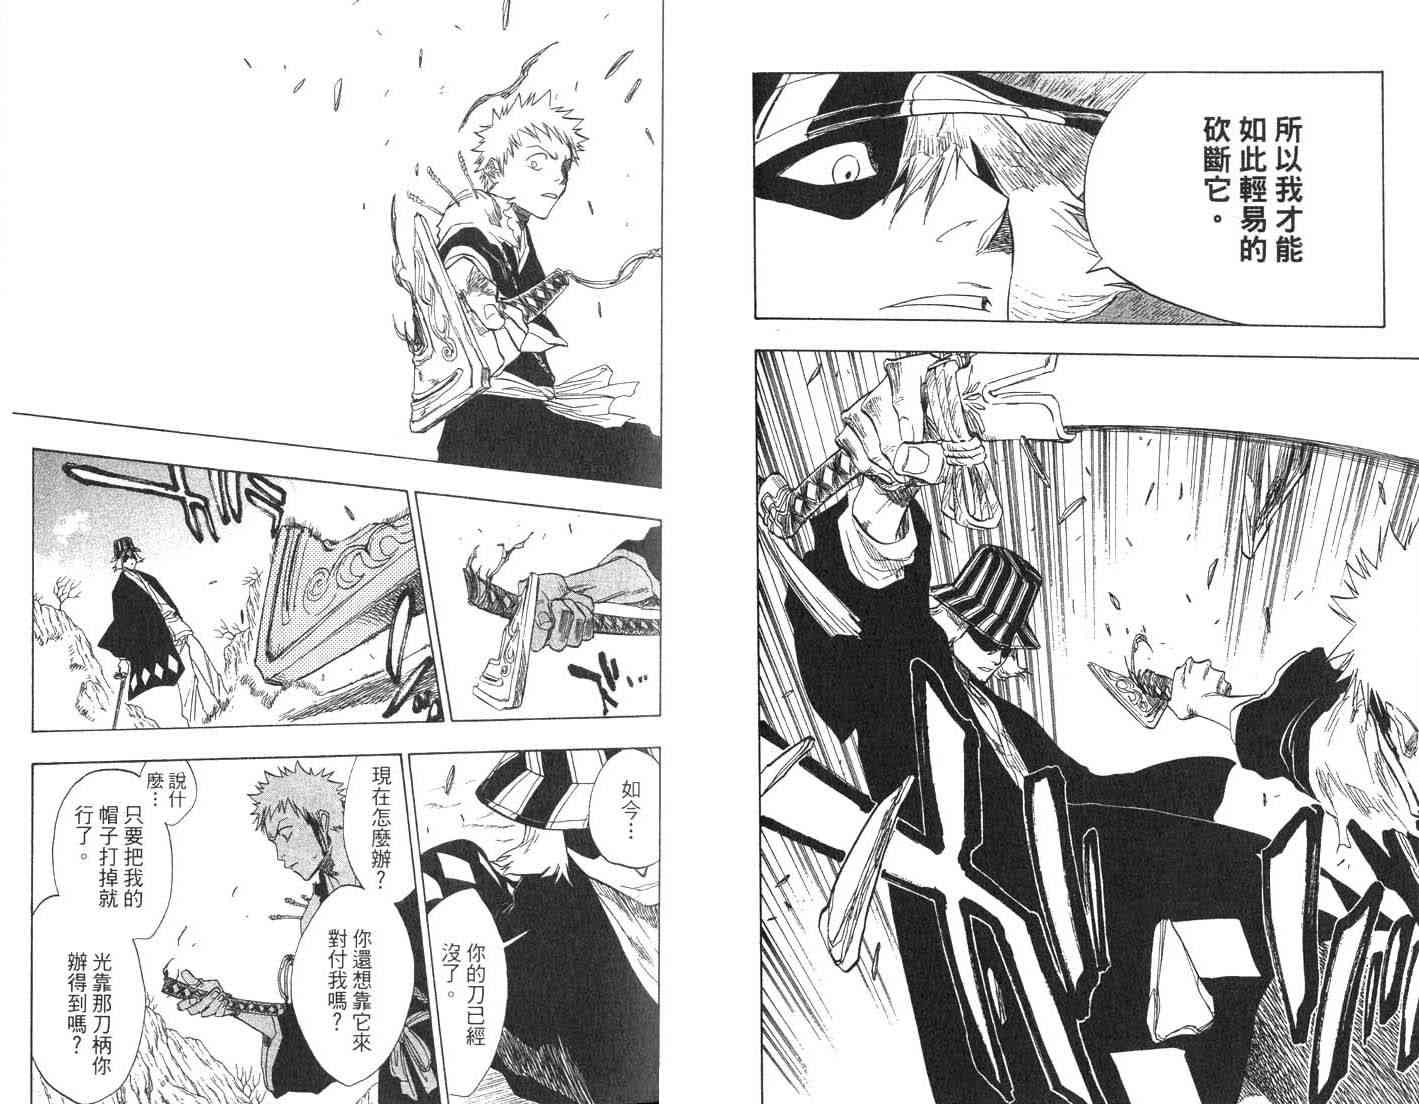 所以我才能
如此輕易的
砍斷它。
如今…
你的刀已經
沒了。
現在怎麼辦？
你還想靠它來
對付我嗎？
說什
麼…
只要把我的
帽子打掉就
行了。
光靠那刀柄你
辦得到嗎？